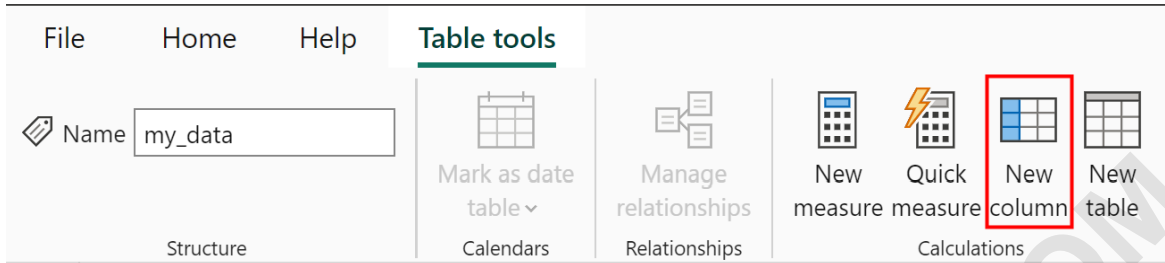 File Home Help Table tools
Name my_data
Mark as date table
Manage relationships
New measure
Quick measure
New column
New table
Structure Calendars Relationships Calculations
OM